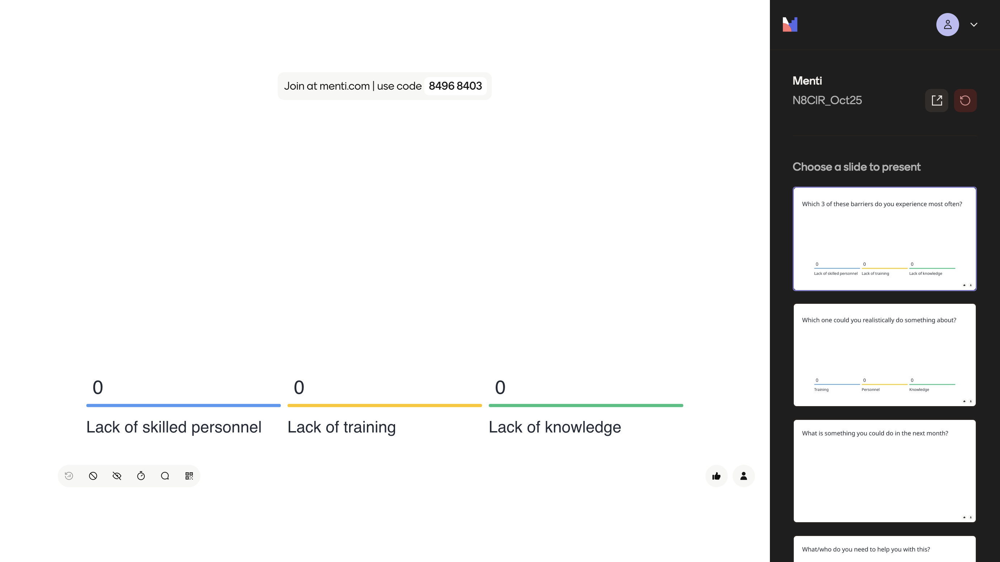 Join at menti.com | use code 8496 8403
0
0
0
Lack of skilled personnel
Lack of training
Lack of knowledge
Menti
N8CIR_Oct25
Choose a slide to present
Which 3 of these barriers do you experience most often?
0
0
0
Lack of skilled personnel
Lack of training
Lack of knowledge
Which one could you realistically do something about?
0
0
0
Training
Personnel
Knowledge
What is something you could do in the next month?
What/who do you need to help you with this?